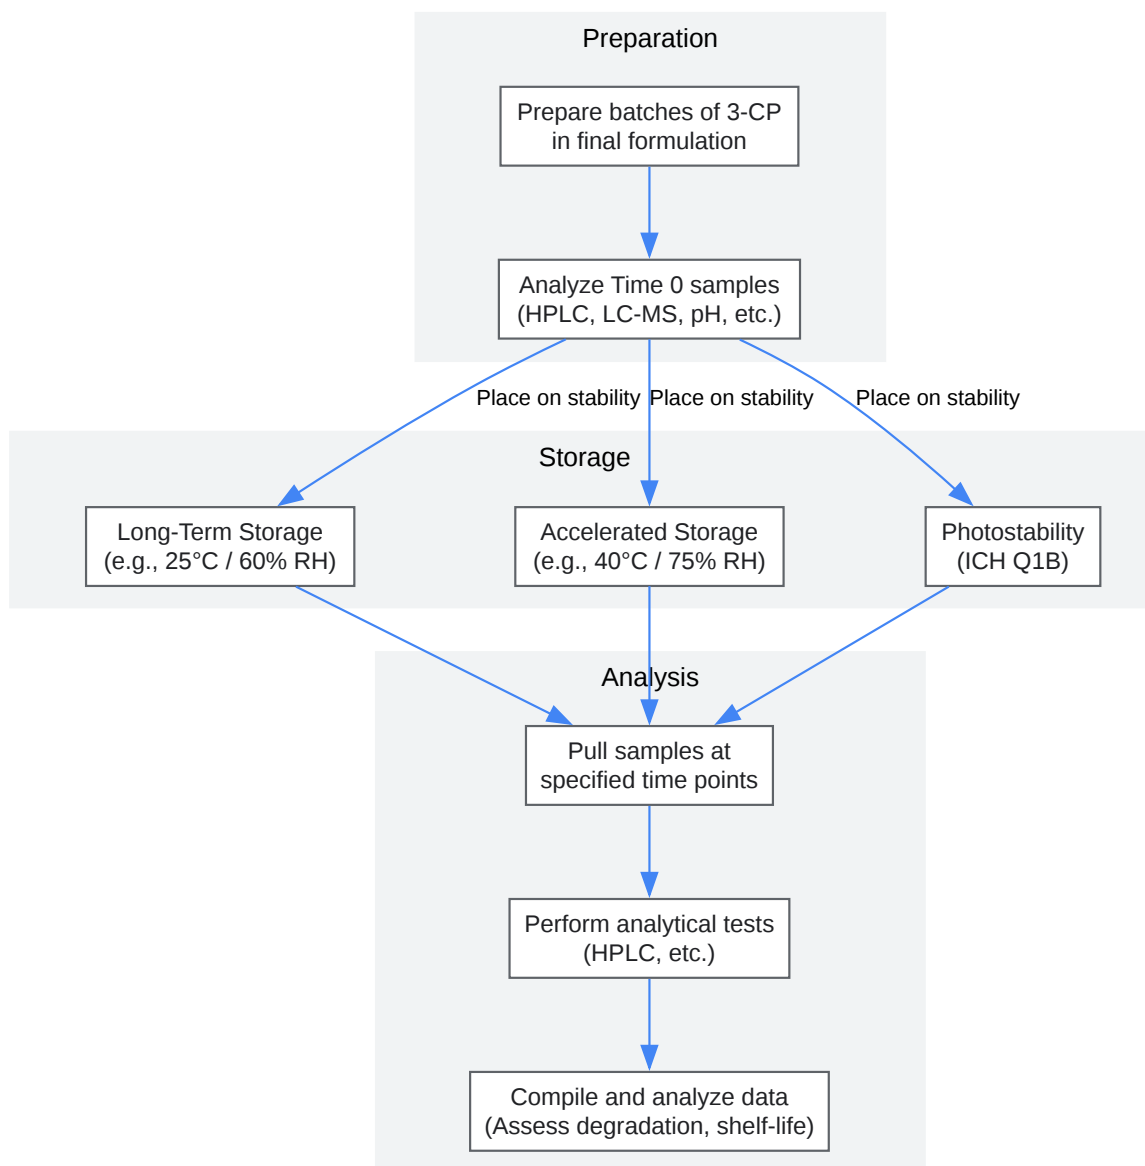 Preparation
Prepare batches of 3-CP
in final formulation
Analyze Time 0 samples
(HPLC, LC-MS, pH, etc.)
Place on stability
Place on stability
Place on stability
Storage
Long-Term Storage
(e.g., 25°C / 60% RH)
Accelerated Storage
(e.g., 40°C / 75% RH)
Photostability
(ICH Q1B)
Analysis
Pull samples at
specified time points
Perform analytical tests
(HPLC, etc.)
Compile and analyze data
(Assess degradation, shelf-life)